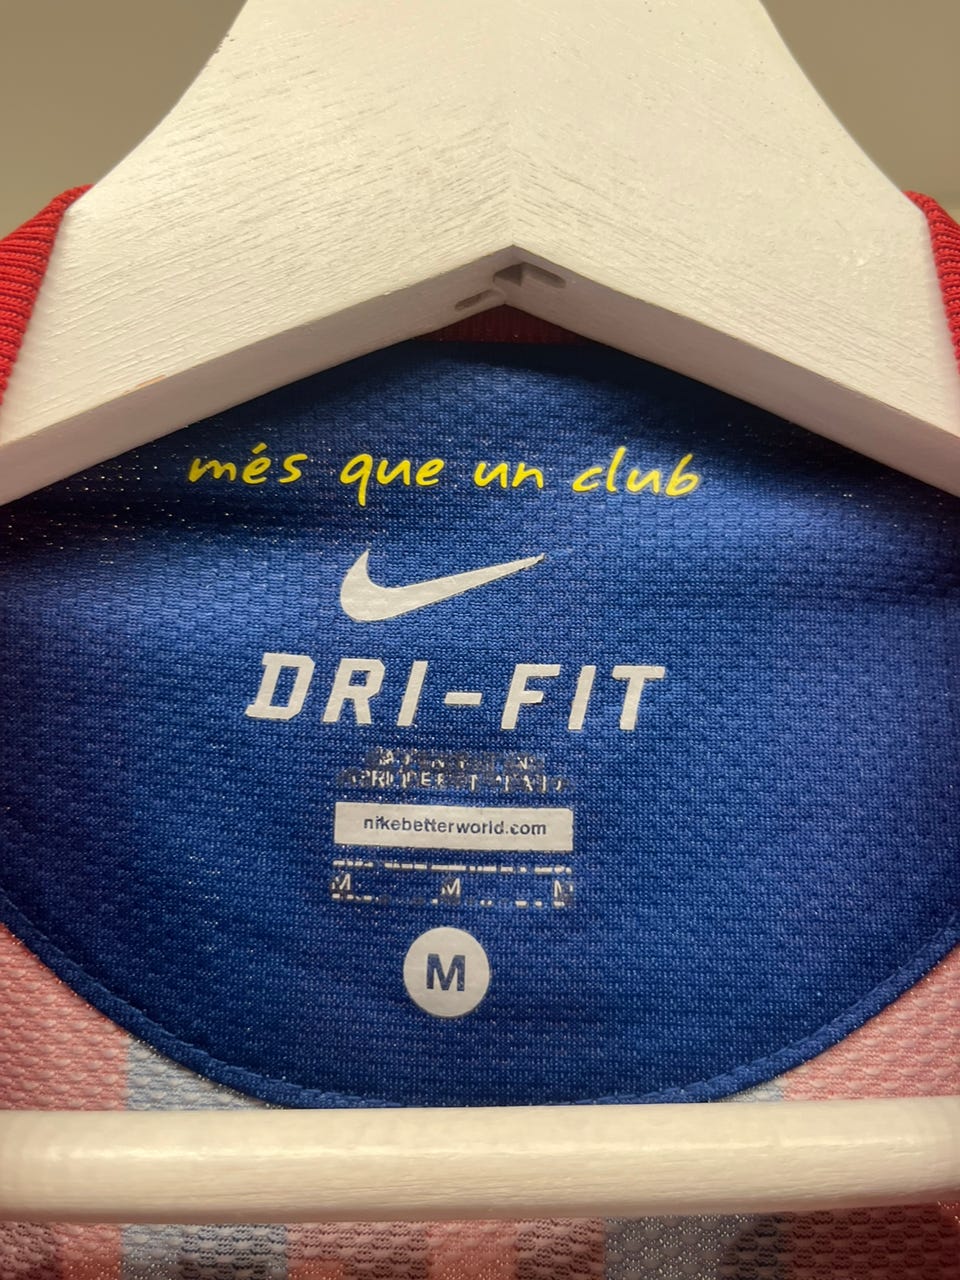 més que un club
DRI-FIT
nikebetterworld.com
M M
M